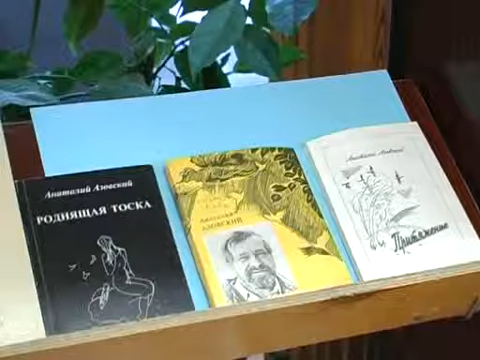 Анатолий Азовский
РОДНЯЩАЯ ТОСКА
Анатолий
АЗОВСКИЙ
Анатолий Азовский
Притяжение